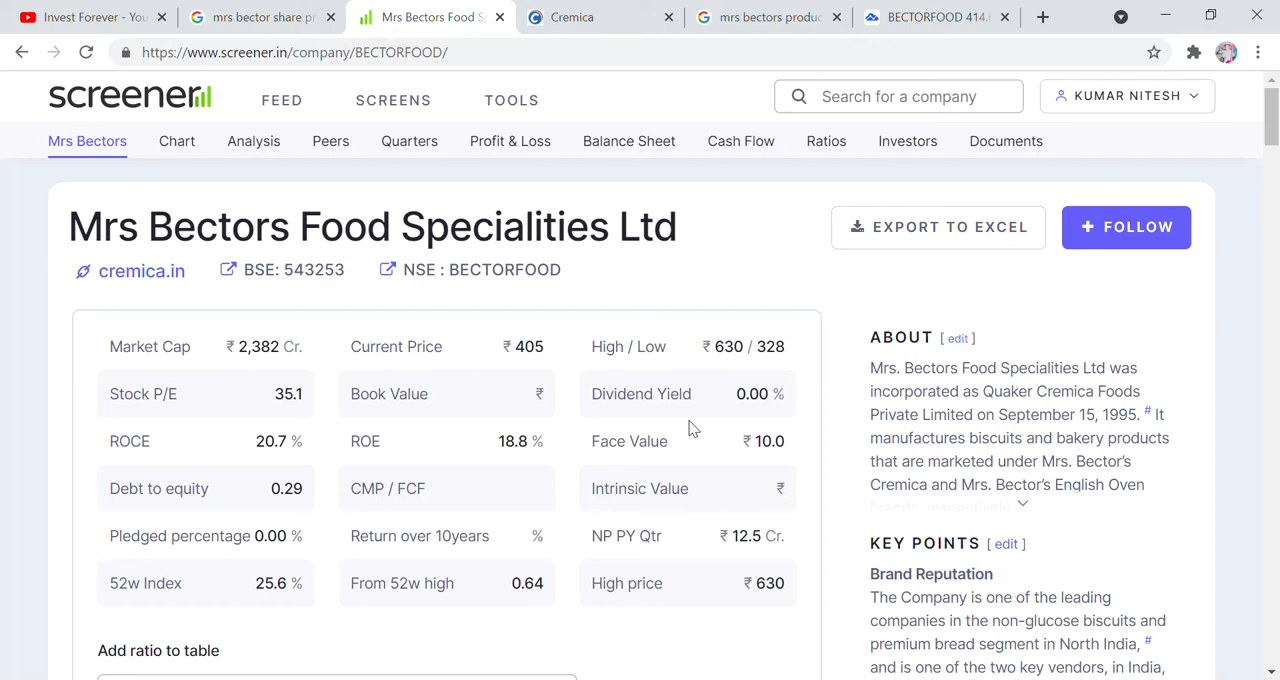 Invest Forever - You
mrs bector share pr
Mrs Bectors Food S
Cremica
mrs bectors produc
BECTORFOOD 414.
https://www.screener.in/company/BECTORFOOD/
screener
FEED
SCREENS
TOOLS
Search for a company
KUMAR NITESH
Mrs Bectors
Chart
Analysis
Peers
Quarters
Profit & Loss
Balance Sheet
Cash Flow
Ratios
Investors
Documents
Mrs Bectors Food Specialities Ltd
EXPORT TO EXCEL
+ FOLLOW
cremica.in
BSE: 543253
NSE : BECTORFOOD
Market Cap ₹ 2,382 Cr.
Current Price ₹ 405
High / Low ₹ 630 / 328
Stock P/E 35.1
Book Value ₹
Dividend Yield 0.00 %
ROCE 20.7 %
ROE 18.8 %
Face Value ₹ 10.0
Debt to equity 0.29
CMP / FCF
Intrinsic Value ₹
Pledged percentage 0.00 %
Return over 10years %
NP PY Qtr ₹ 12.5 Cr.
52w Index 25.6 %
From 52w high 0.64
High price ₹ 630
Add ratio to table
ABOUT [ edit ]
Mrs. Bectors Food Specialities Ltd was
incorporated as Quaker Cremica Foods
Private Limited on September 15, 1995. # It
manufactures biscuits and bakery products
that are marketed under Mrs. Bector's
Cremica and Mrs. Bector's English Oven
brands, respectively.
KEY POINTS [ edit ]
Brand Reputation
The Company is one of the leading
companies in the non-glucose biscuits and
premium bread segment in North India, #
and is one of the two key vendors, in India,